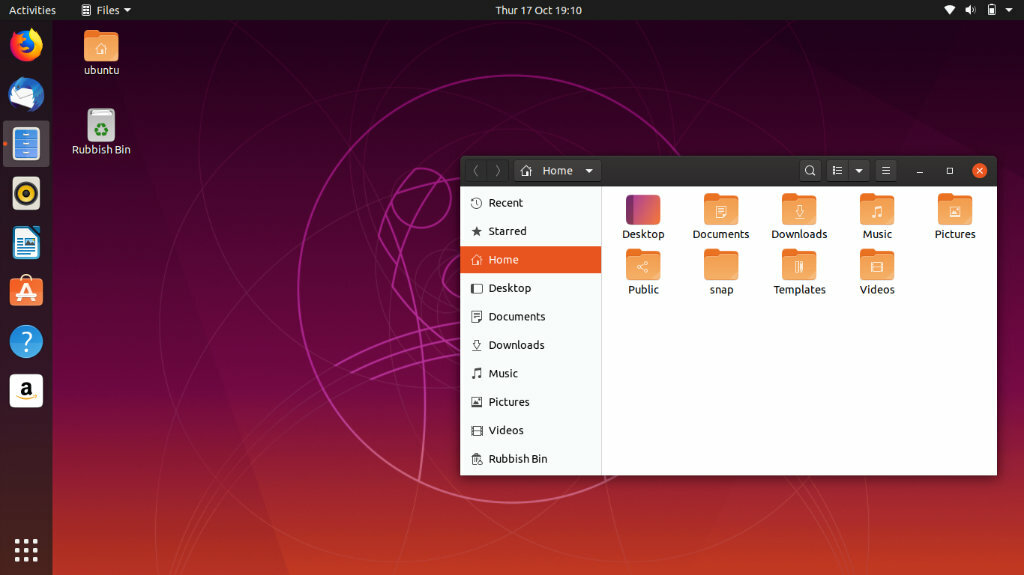 Activities Files Thur 17 Oct 19:10
ubuntu
Rubbish Bin
Home
Recent
Starred
Home
Desktop
Documents
Downloads
Music
Pictures
Videos
Rubbish Bin
Desktop Documents Downloads Music Pictures
Public snap Templates Videos
?
a